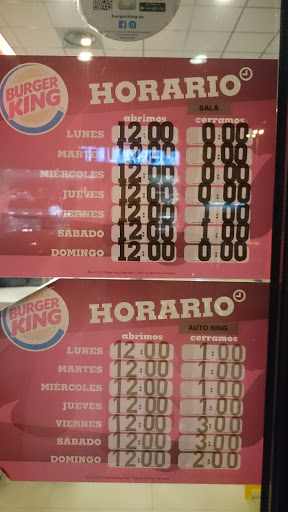 burgerking.es
BURGER KING
HORARIO
SALA
abrimos cerramos
LUNES 12:00 0:00
MARTES 12:00 0:00
MIÉRCOLES 12:00 0:00
JUEVES 12:00 0:00
VIERNES 12:00 1:00
SÁBADO 12:00 1:00
DOMINGO 12:00 0:00
BURGER KING
HORARIO
AUTO KING
abrimos cerramos
LUNES 12:00 1:00
MARTES 12:00 1:00
MIÉRCOLES 12:00 1:00
JUEVES 12:00 1:00
VIERNES 12:00 3:00
SÁBADO 12:00 3:00
DOMINGO 12:00 2:00